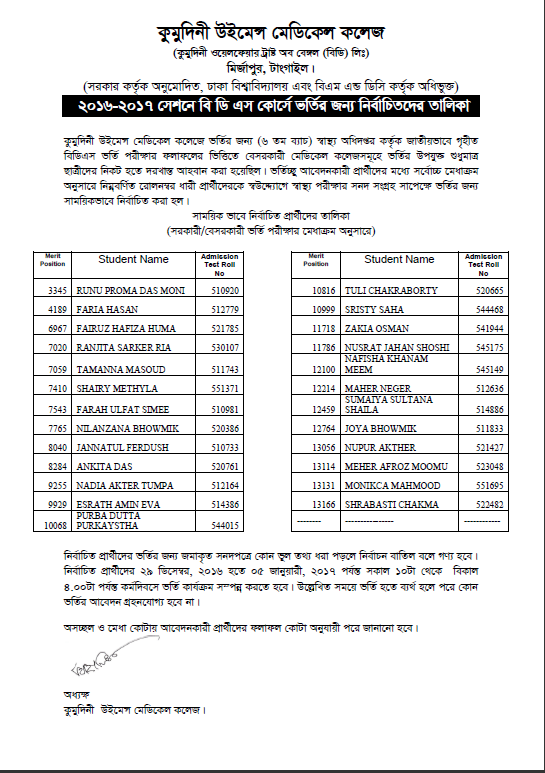 কুমুদিনী উইমেন্স মেডিকেল কলেজ
(কুমুদিনী ওয়েলফেয়ার ট্রাষ্ট অব বেঙ্গল (বিডি) লিঃ)
মির্জাপুর, টাংগাইল।
(সরকার কর্তৃক অনুমোদিত, ঢাকা বিশ্ববিদ্যালয় এবং বিএম এন্ড ডিসি কর্তৃক অধিভুক্ত)
২০১৬-২০১৭ সেশনে বি ডি এস কোর্সে ভর্তির জন্য নির্বাচিতদের তালিকা
কুমুদিনী উইমেন্স মেডিকেল কলেজে ভর্তির জন্য (৬ তম ব্যাচ) স্বাস্থ্য অধিদপ্তর কর্তৃক জাতীয়ভাবে গৃহীত
বিডিএস ভর্তি পরীক্ষার ফলাফলের ভিত্তিতে বেসরকারী মেডিকেল কলেজসমূহে ভর্তির উপযুক্ত শুধুমাত্র
ছাত্রীদের নিকট হতে দরখাস্ত আহবান করা হয়েছিল। ভর্তিচ্ছু আবেদনকারী প্রার্থীদের মধ্যে সর্বোচ্চ মেধাক্রম
অনুসারে নিম্নবর্ণিত রোলনম্বর ধারী প্রার্থীদেরকে স্বউদ্যোগে স্বাস্থ্য পরীক্ষার সনদ সংগ্রহ সাপেক্ষে ভর্তির জন্য
সাময়িকভাবে নির্বাচিত করা হল।
সাময়িক ভাবে নির্বাচিত প্রার্থীদের তালিকা
(সরকারী/বেসরকারী ভর্তি পরীক্ষার মেধাক্রম অনুসারে)
Merit Position Student Name Admission Test Roll No
3345 RUNU PROMA DAS MONI 510920
4189 FARIA HASAN 512779
6967 FAIRUZ HAFIZA HUMA 521785
7020 RANJITA SARKER RIA 530107
7059 TAMANNA MASOUD 511743
7410 SHAIRY METHYLA 551371
7543 FARAH ULFAT SIMEE 510981
7765 NILANZANA BHOWMIK 520386
8040 JANNATUL FERDUSH 510733
8284 ANKITA DAS 520761
9255 NADIA AKTER TUMPA 512164
9929 ESRATH AMIN EVA 514386
10068 PURBA DUTTA PURKAYSTHA 544015
Merit Position Student Name Admission Test Roll No
10816 TULI CHAKRABORTY 520665
10999 SRISTY SAHA 544468
11718 ZAKIA OSMAN 541944
11786 NUSRAT JAHAN SHOSHI 545175
12100 NAFISHA KHANAM MEEM 545149
12214 MAHER NEGER 512636
12459 SUMAIYA SULTANA SHAILA 514886
12764 JOYA BHOWMIK 511833
13056 NUPUR AKTHER 521427
13114 MEHER AFROZ MOOMU 523048
13131 MONIKCA MAHMOOD 551695
13166 SHRABASTI CHAKMA 522482
-------- ---------------- ------------
নির্বাচিত প্রার্থীদের ভর্তির জন্য জমাকৃত সনদপত্রে কোন ভুল তথ্য ধরা পড়লে নির্বাচন বাতিল বলে গণ্য হবে।
নির্বাচিত প্রার্থীদের ২৯ ডিসেম্বর, ২০১৬ হতে ০৫ জানুয়ারী, ২০১৭ পর্যন্ত সকাল ১০টা থেকে বিকাল
৪.০০টা পর্যন্ত কর্মদিবসে ভর্তি কার্যক্রম সম্পন্ন করতে হবে। উল্লেখিত সময়ে ভর্তি হতে ব্যর্থ হলে পরে কোন
ভর্তির আবেদন গ্রহনযোগ্য হবে না।
অসচ্ছল ও মেধা কোটায় আবেদনকারী প্রার্থীদের ফলাফল কোটা অনুযায়ী পরে জানানো হবে।
অধ্যক্ষ
কুমুদিনী উইমেন্স মেডিকেল কলেজ।